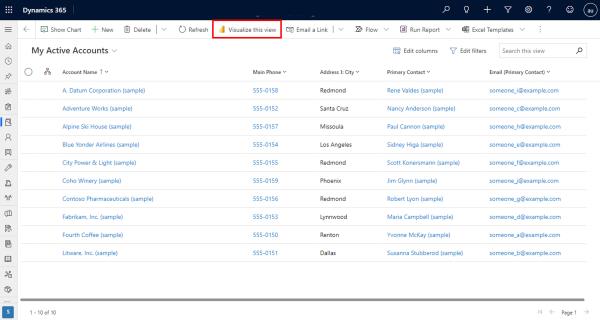 Dynamics 365
au
Show Chart New Delete Refresh Visualize this view Email a Link Flow Run Report Excel Templates
My Active Accounts Edit columns Edit filters Search this view
Account Name Main Phone Address 1: City Primary Contact Email (Primary Contact)
A. Datum Corporation (sample) 555-0158 Redmond Rene Valdes (sample) someone_i@example.com
Adventure Works (sample) 555-0152 Santa Cruz Nancy Anderson (sample) someone_c@example.com
Alpine Ski House (sample) 555-0157 Missoula Paul Cannon (sample) someone_h@example.com
Blue Yonder Airlines (sample) 555-0154 Los Angeles Sidney Higa (sample) someone_e@example.com
City Power & Light (sample) 555-0155 Redmond Scott Konersmann (sample) someone_f@example.com
Coho Winery (sample) 555-0159 Phoenix Jim Glynn (sample) someone_j@example.com
Contoso Pharmaceuticals (sample) 555-0156 Redmond Robert Lyon (sample) someone_g@example.com
Fabrikam, Inc. (sample) 555-0153 Lynnwood Maria Campbell (sample) someone_d@example.com
Fourth Coffee (sample) 555-0150 Renton Yvonne McKay (sample) someone_a@example.com
Litware, Inc. (sample) 555-0151 Dallas Susanna Stubberod (sample) someone_b@example.com
S 1 - 10 of 10 Page 1